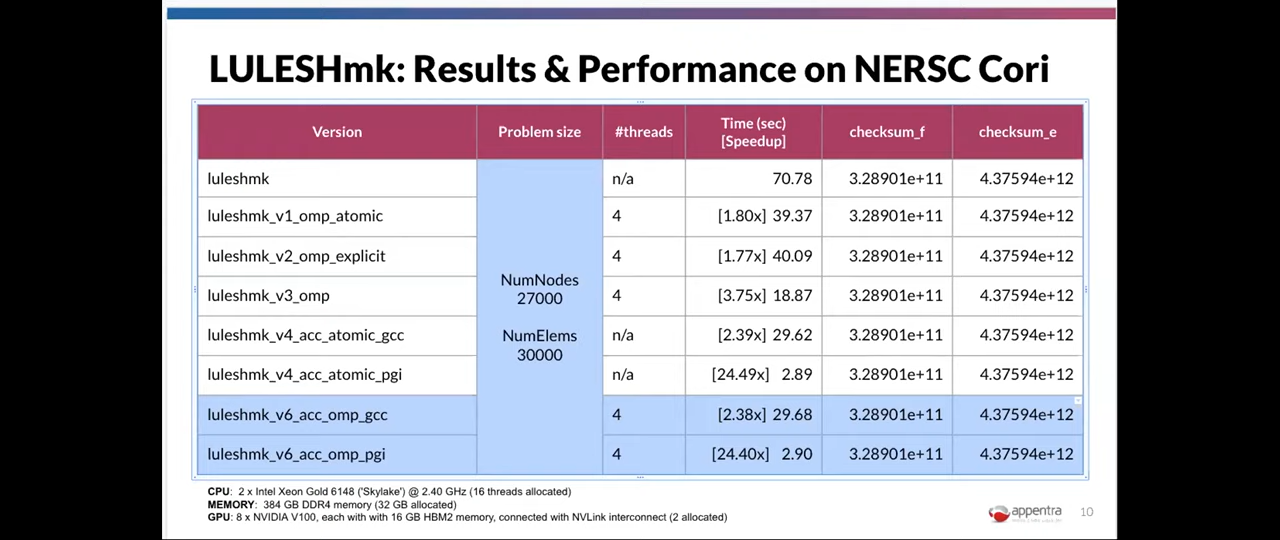 LULESHmk: Results & Performance on NERSC Cori
Version Problem size #threads Time (sec) [Speedup] checksum_f checksum_e
luleshmk n/a 70.78 3.28901e+11 4.37594e+12
luleshmk_v1_omp_atomic 4 [1.80x] 39.37 3.28901e+11 4.37594e+12
luleshmk_v2_omp_explicit 4 [1.77x] 40.09 3.28901e+11 4.37594e+12
NumNodes
27000
luleshmk_v3_omp 4 [3.75x] 18.87 3.28901e+11 4.37594e+12
NumElems
30000
luleshmk_v4_acc_atomic_gcc n/a [2.39x] 29.62 3.28901e+11 4.37594e+12
luleshmk_v4_acc_atomic_pgi n/a [24.49x] 2.89 3.28901e+11 4.37594e+12
luleshmk_v6_acc_omp_gcc 4 [2.38x] 29.68 3.28901e+11 4.37594e+12
luleshmk_v6_acc_omp_pgi 4 [24.40x] 2.90 3.28901e+11 4.37594e+12
CPU: 2 x Intel Xeon Gold 6148 ('Skylake') @ 2.40 GHz (16 threads allocated)
MEMORY: 384 GB DDR4 memory (32 GB allocated)
GPU: 8 x NVIDIA V100, each with with 16 GB HBM2 memory, connected with NVLink interconnect (2 allocated)
appentra
10